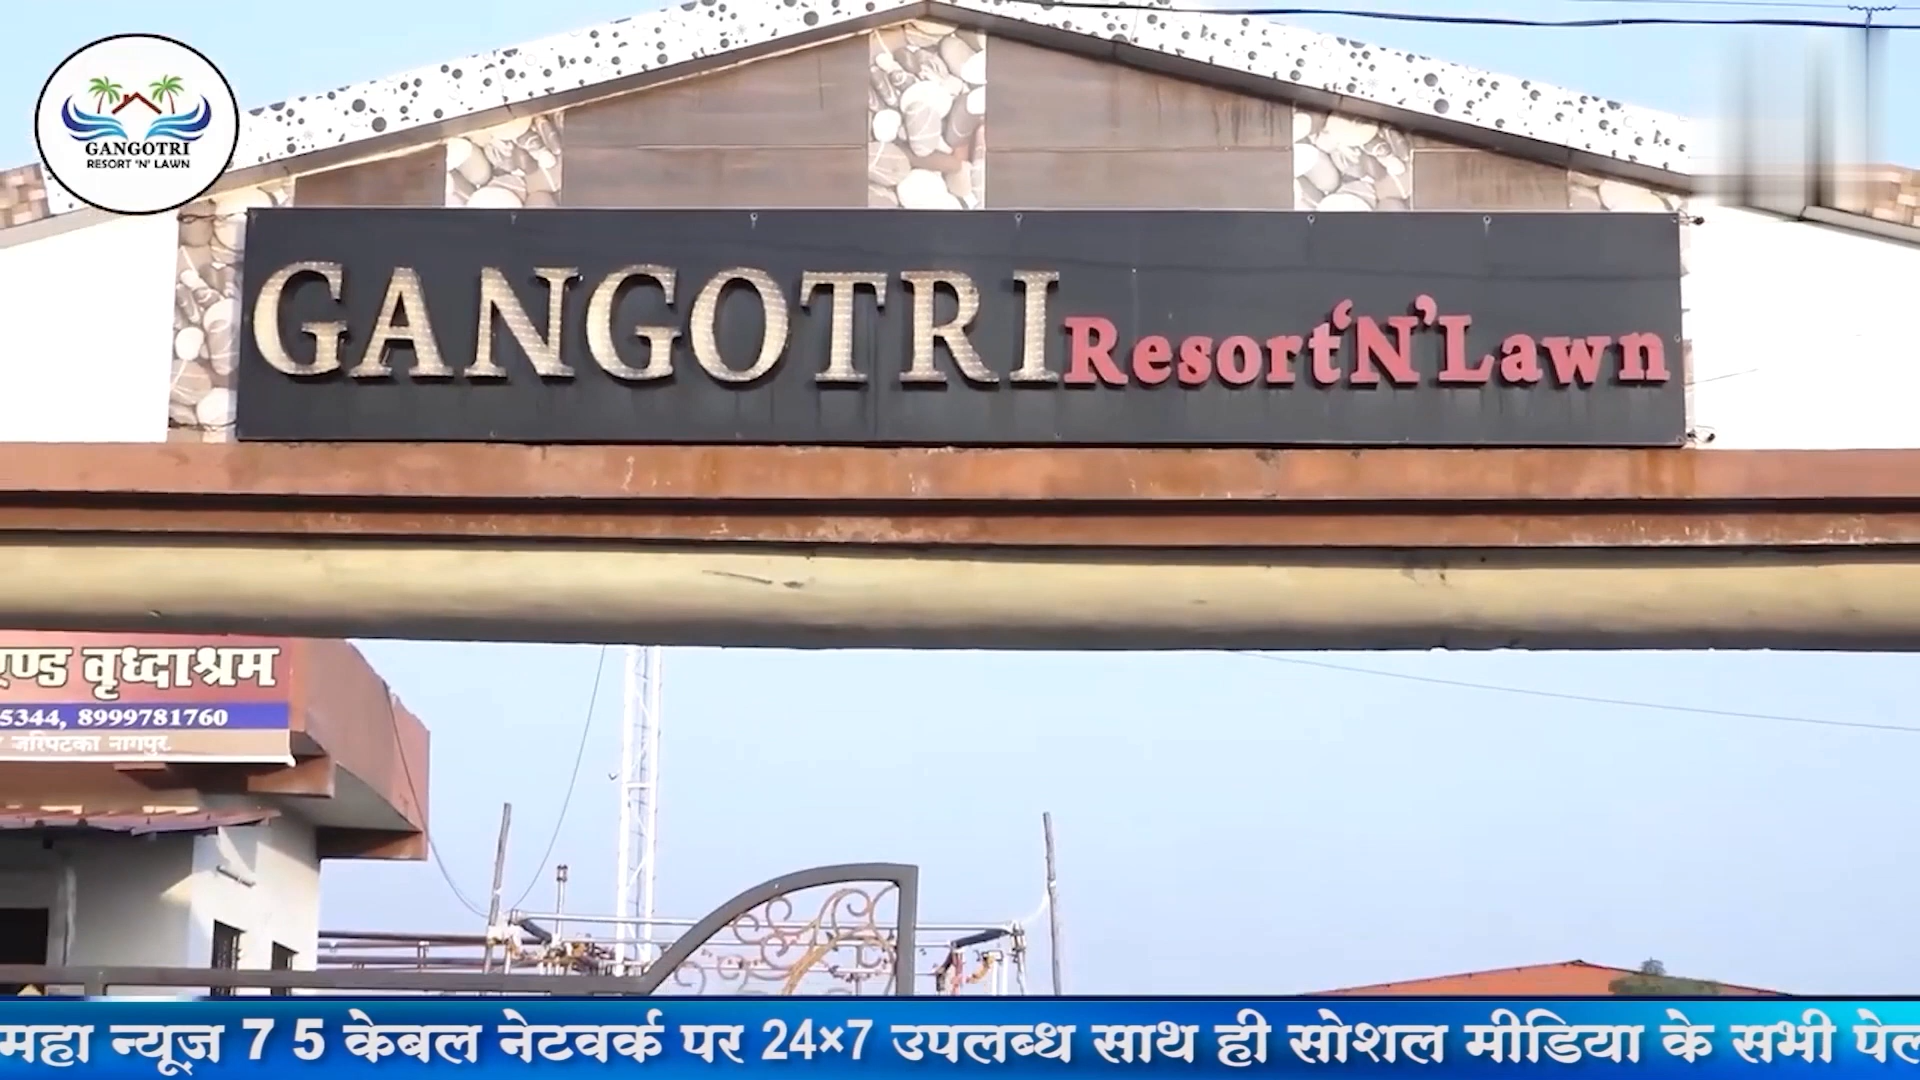 GANGOTRI
RESORT 'N' LAWN
GANGOTRI Resort 'N' Lawn
एण्ड वृध्दाश्रम
5344, 8999781760
जरिपटका नागपुर
महा न्यूज़ 7 5 केबल नेटवर्क पर 24×7 उपलब्ध साथ ही सोशल मीडिया के सभी पेल